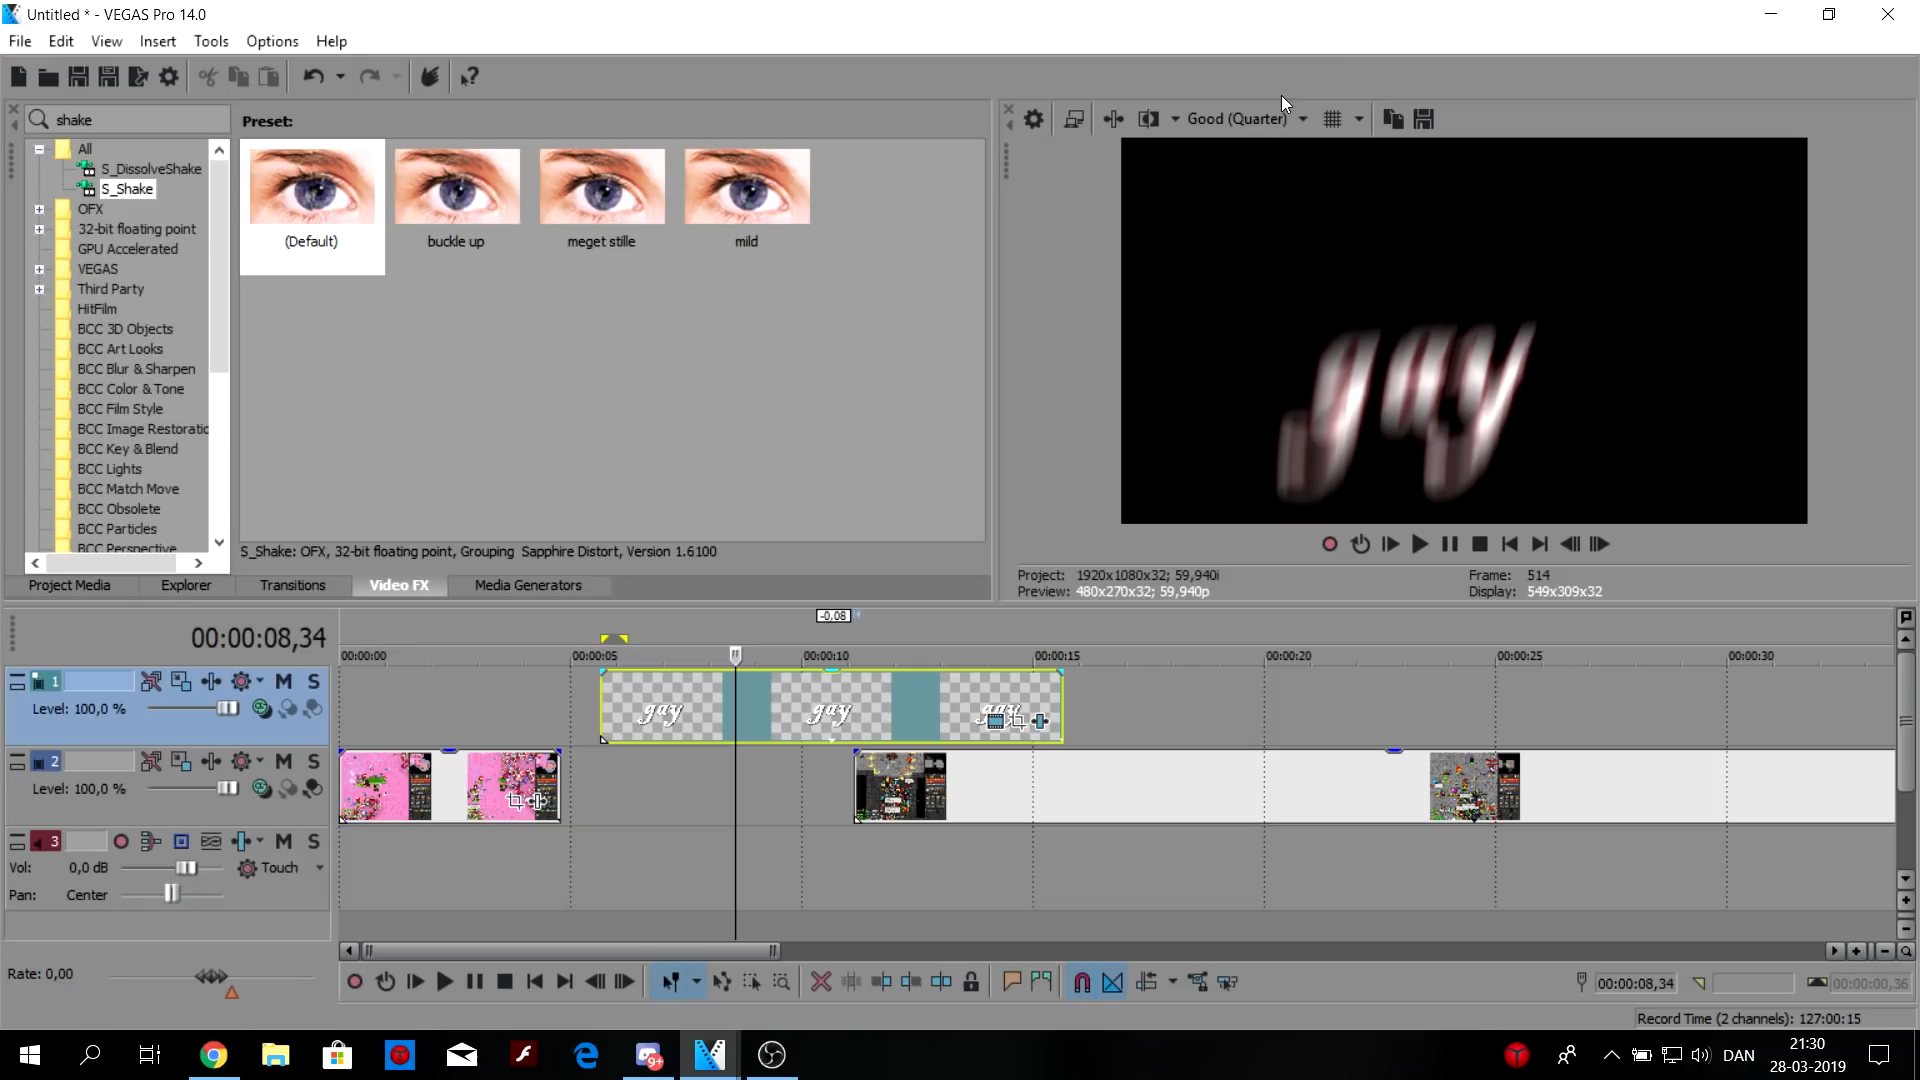 Untitled * - VEGAS Pro 14.0
File Edit View Insert Tools Options Help
shake
Preset:
All
S_DissolveShake
S_Shake
OFX
32-bit floating point
GPU Accelerated
VEGAS
Third Party
HitFilm
BCC 3D Objects
BCC Art Looks
BCC Blur & Sharpen
BCC Color & Tone
BCC Film Style
BCC Image Restoratio
BCC Key & Blend
BCC Lights
BCC Match Move
BCC Obsolete
BCC Particles
BCC Perspective
(Default) buckle up meget stille mild
S_Shake: OFX, 32-bit floating point, Grouping Sapphire Distort, Version 1.6100
Project Media Explorer Transitions Video FX Media Generators
Good (Quarter)
Project: 1920x1080x32; 59,940i
Preview: 480x270x32; 59,940p
Frame: 514
Display: 549x309x32
-0,08
00:00:08,34
00:00:00 00:00:05 00:00:10 00:00:15 00:00:20 00:00:25 00:00:30
1 M S
Level: 100,0 %
gay gay gay
2 M S
Level: 100,0 %
3 M S
Vol: 0,0 dB Touch
Pan: Center
Rate: 0,00
00:00:08,34 00:00:00,36
Record Time (2 channels): 127:00:15
9+
DAN
21:30
28-03-2019